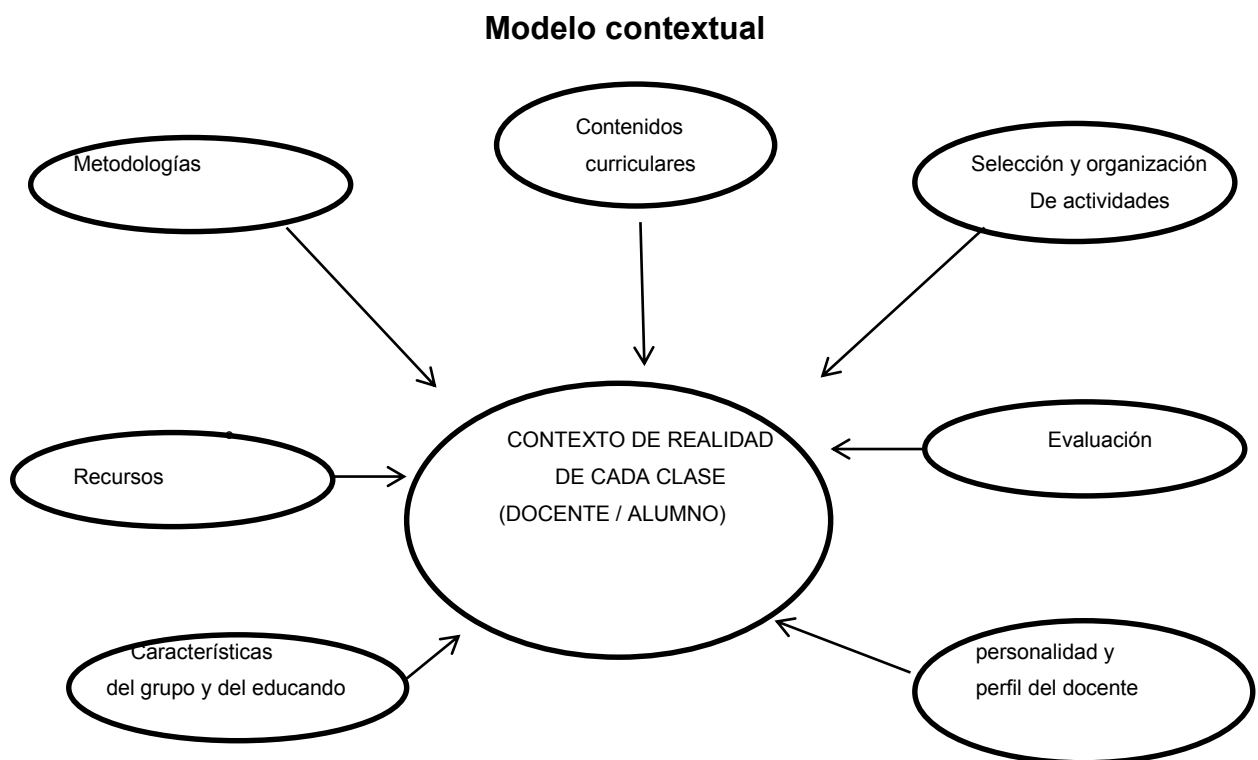 Modelo contextual
Contenidos
curriculares
Metodologías
Selección y organización
De actividades
CONTEXTO DE REALIDAD
DE CADA CLASE
(DOCENTE / ALUMNO)
Evaluación
Recursos
Características
del grupo y del educando
personalidad y
perfil del docente